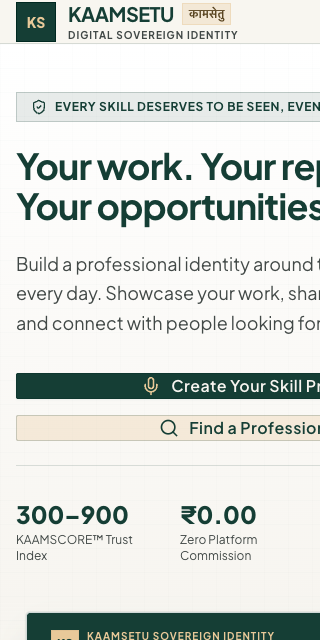 KS
KAAMSETU कामसेतु
DIGITAL SOVEREIGN IDENTITY
EVERY SKILL DESERVES TO BE SEEN, EVEN
Your work. Your rep
Your opportunities
Build a professional identity around
every day. Showcase your work, shar
and connect with people looking for
Create Your Skill Pr
Find a Profession
300–900
₹0.00
KAAMSCORE™ Trust
Index
Zero Platform
Commission
KAAMSETU SOVEREIGN IDENTITY